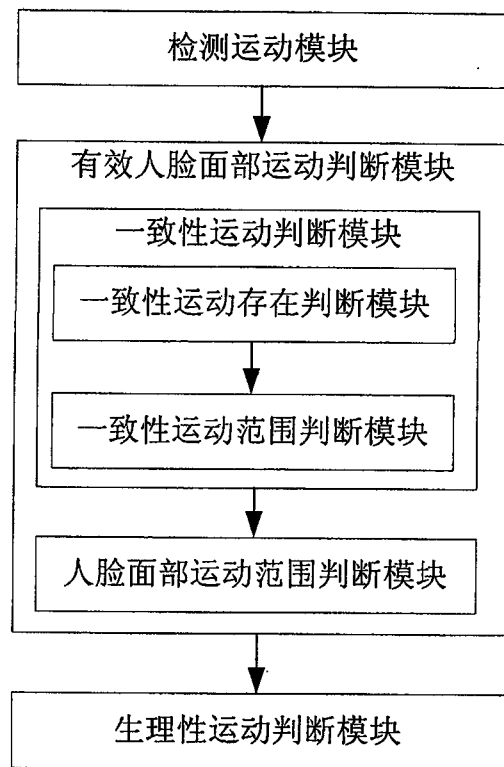 检测运动模块
有效人脸面部运动判断模块
一致性运动判断模块
一致性运动存在判断模块
一致性运动范围判断模块
人脸面部运动范围判断模块
生理性运动判断模块